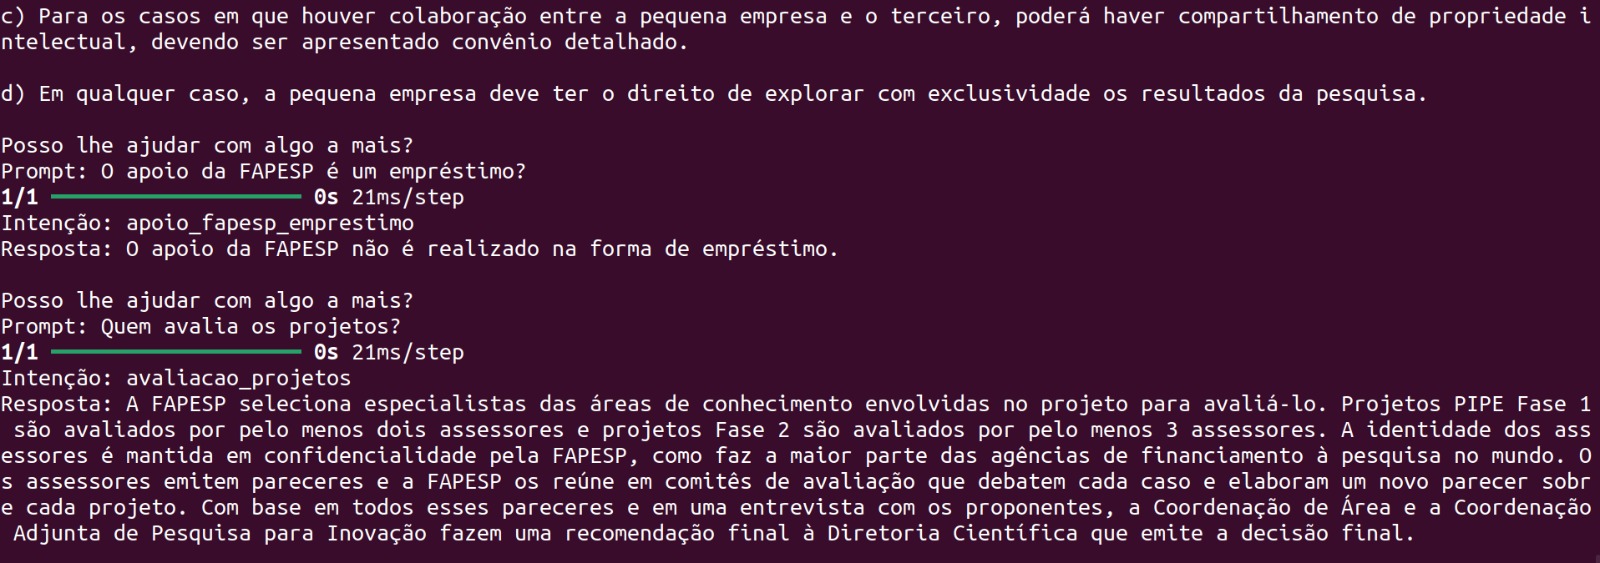 c) Para os casos em que houver colaboração entre a pequena empresa e o terceiro, poderá haver compartilhamento de propriedade i
ntelectual, devendo ser apresentado convênio detalhado.
d) Em qualquer caso, a pequena empresa deve ter o direito de explorar com exclusividade os resultados da pesquisa.
Posso lhe ajudar com algo a mais?
Prompt: O apoio da FAPESP é um empréstimo?
1/1 ━━━━━━━━━━━━━━━━━━━━ 0s 21ms/step
Intenção: apoio_fapesp_emprestimo
Resposta: O apoio da FAPESP não é realizado na forma de empréstimo.
Posso lhe ajudar com algo a mais?
Prompt: Quem avalia os projetos?
1/1 ━━━━━━━━━━━━━━━━━━━━ 0s 21ms/step
Intenção: avaliacao_projetos
Resposta: A FAPESP seleciona especialistas das áreas de conhecimento envolvidas no projeto para avaliá-lo. Projetos PIPE Fase 1
 são avaliados por pelo menos dois assessores e projetos Fase 2 são avaliados por pelo menos 3 assessores. A identidade dos ass
essores é mantida em confidencialidade pela FAPESP, como faz a maior parte das agências de financiamento à pesquisa no mundo. O
s assessores emitem pareceres e a FAPESP os reúne em comitês de avaliação que debatem cada caso e elaboram um novo parecer sobr
e cada projeto. Com base em todos esses pareceres e em uma entrevista com os proponentes, a Coordenação de Área e a Coordenação
 Adjunta de Pesquisa para Inovação fazem uma recomendação final à Diretoria Científica que emite a decisão final.